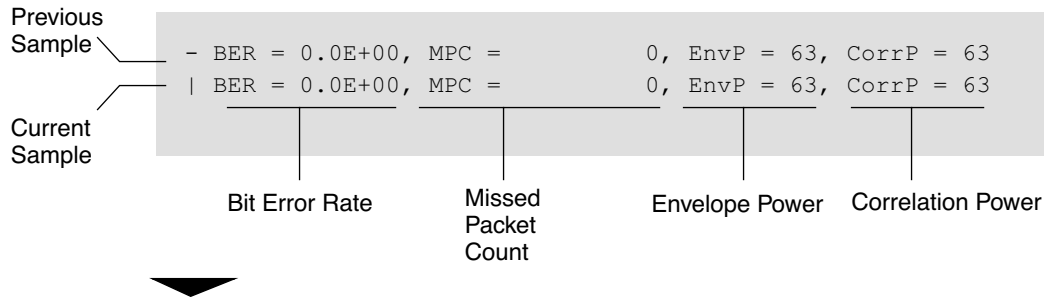 Previous
Sample
- BER = 0.0E+00, MPC =         0, EnvP = 63, CorrP = 63
| BER = 0.0E+00, MPC =         0, EnvP = 63, CorrP = 63
Current
Sample
Bit Error Rate
Missed
Packet
Count
Envelope Power
Correlation Power